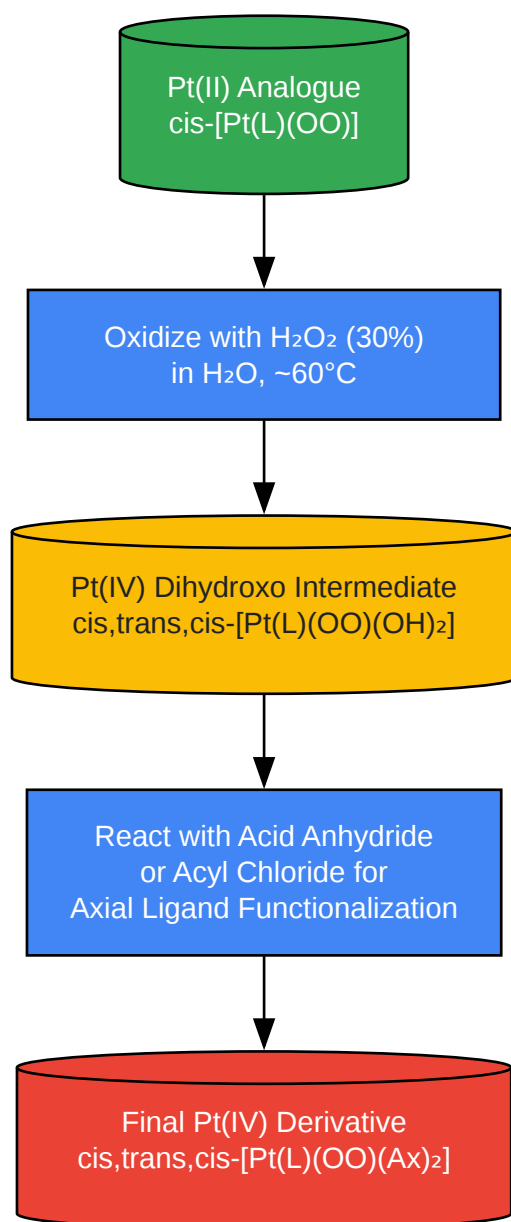 Pt(II) Analogue
cis-[Pt(L)(OO)]
Oxidize with H₂O₂ (30%)
in H₂O, ~60°C
Pt(IV) Dihydroxo Intermediate
cis,trans,cis-[Pt(L)(OO)(OH)₂]
React with Acid Anhydride
or Acyl Chloride for
Axial Ligand Functionalization
Final Pt(IV) Derivative
cis,trans,cis-[Pt(L)(OO)(Ax)₂]